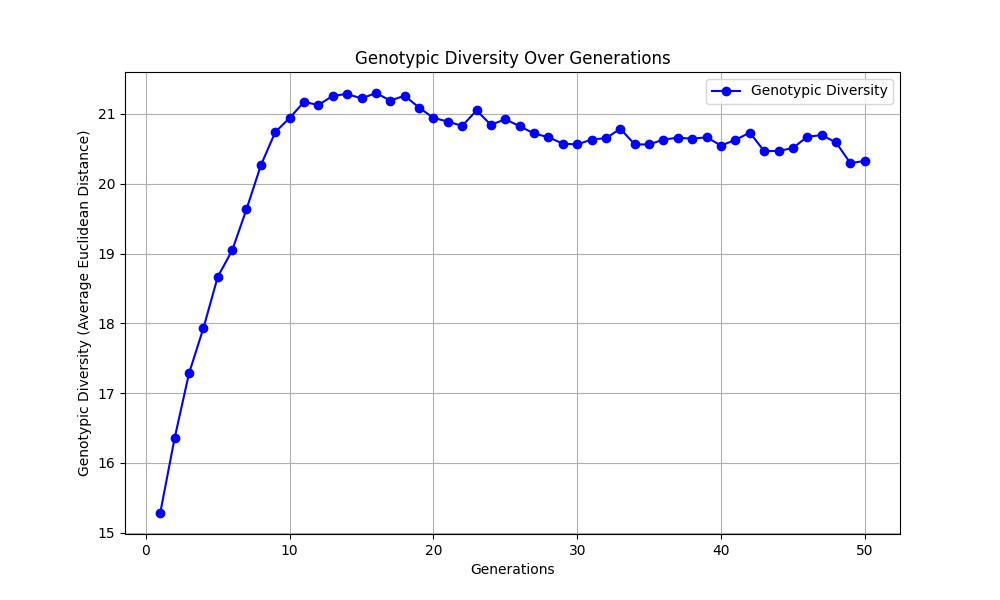 Genotypic Diversity Over Generations
Genotypic Diversity
Genotypic Diversity (Average Euclidean Distance)
21
20
19
18
17
16
15
0 10 20 30 40 50
Generations